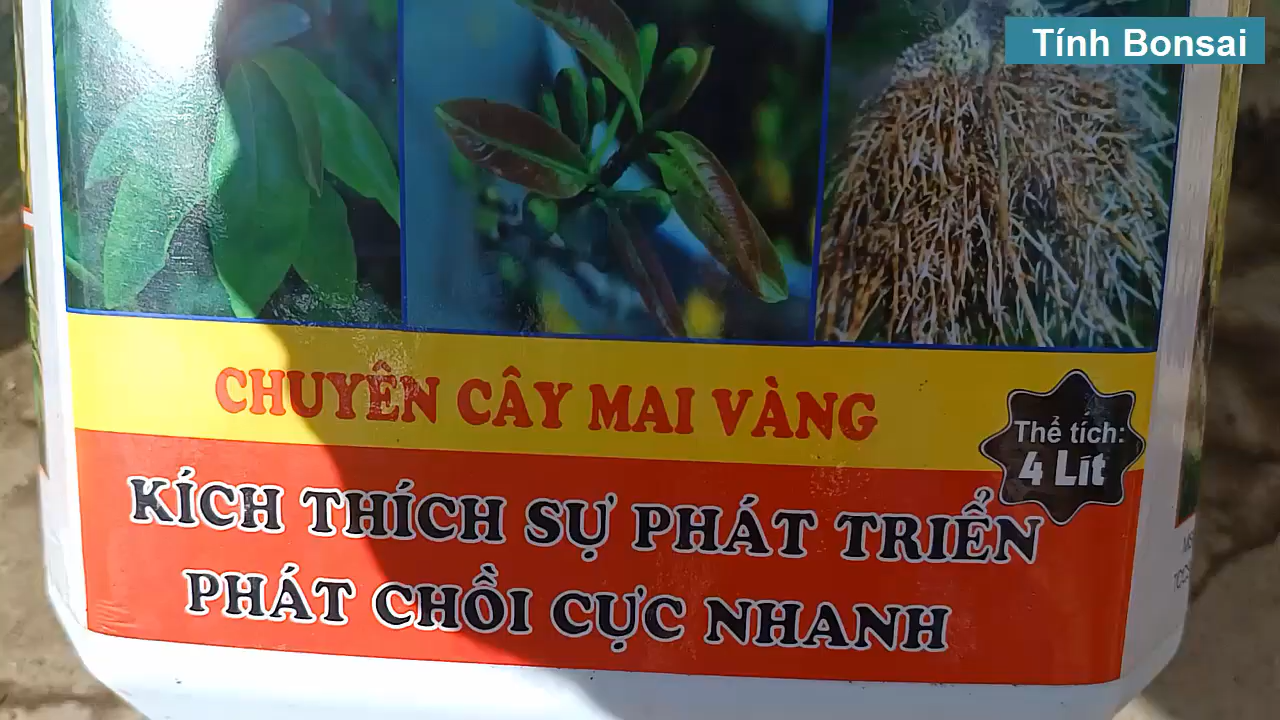 Tính Bonsai
CHUYÊN CÂY MAI VÀNG
Thể tích:
4 Lít
KÍCH THÍCH SỰ PHÁT TRIỂN
PHÁT CHỒI CỰC NHANH